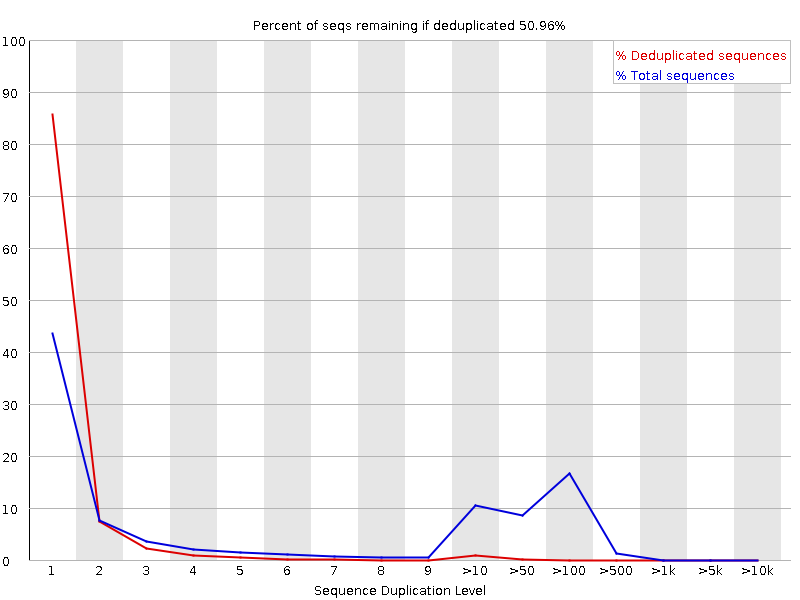 Percent of seqs remaining if deduplicated 50.96%
% Deduplicated sequences
% Total sequences
100
90
80
70
60
50
40
30
20
10
0
1 2 3 4 5 6 7 8 9 >10 >50 >100 >500 >1k >5k >10k
Sequence Duplication Level